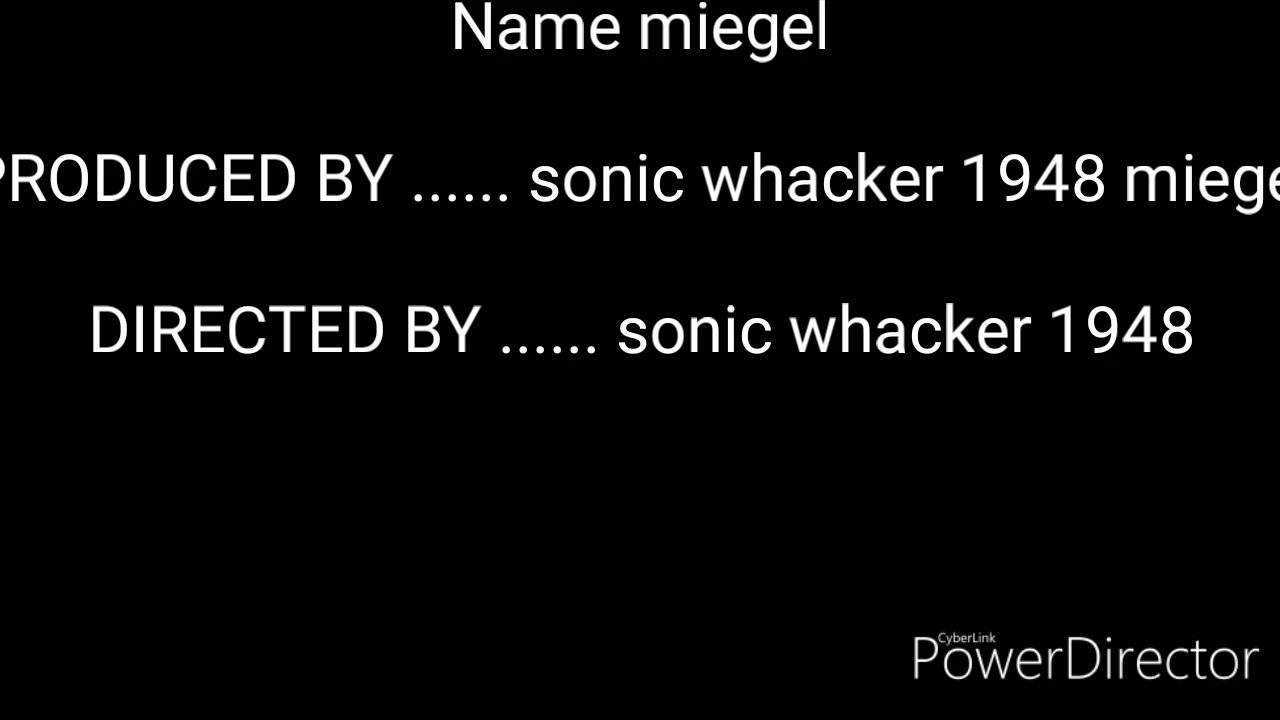 Name miegel
PRODUCED BY ...... sonic whacker 1948 miege
DIRECTED BY ...... sonic whacker 1948
CyberLink
PowerDirector